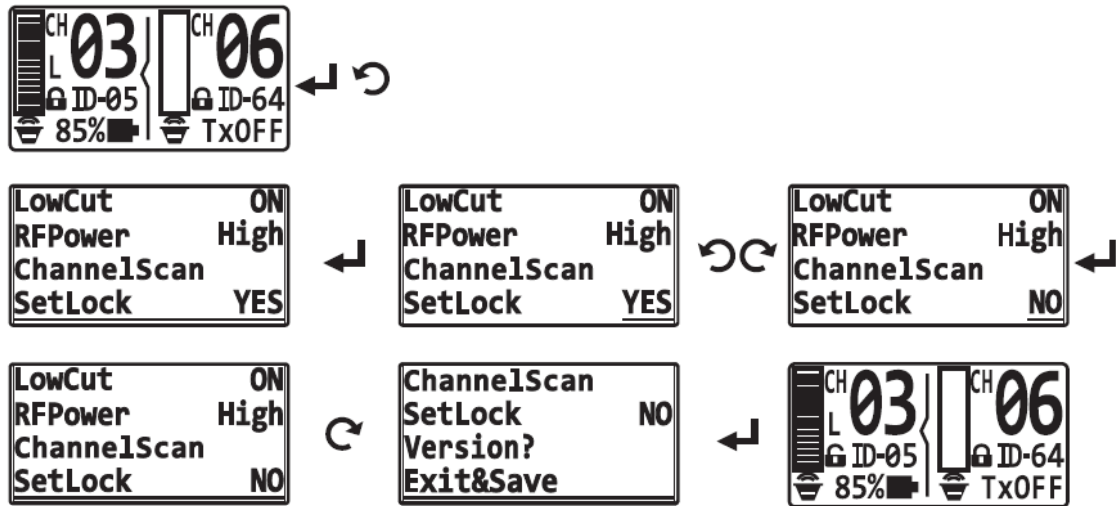 CH 03 CH 06
L
ID-05 ID-64
85% TxOFF
LowCut ON
RFPower High
ChannelScan
SetLock YES
LowCut ON
RFPower High
ChannelScan
SetLock YES
LowCut ON
RFPower High
ChannelScan
SetLock NO
LowCut ON
RFPower High
ChannelScan
SetLock NO
ChannelScan
SetLock NO
Version?
Exit&Save
CH 03 CH 06
L
ID-05 ID-64
85% TxOFF